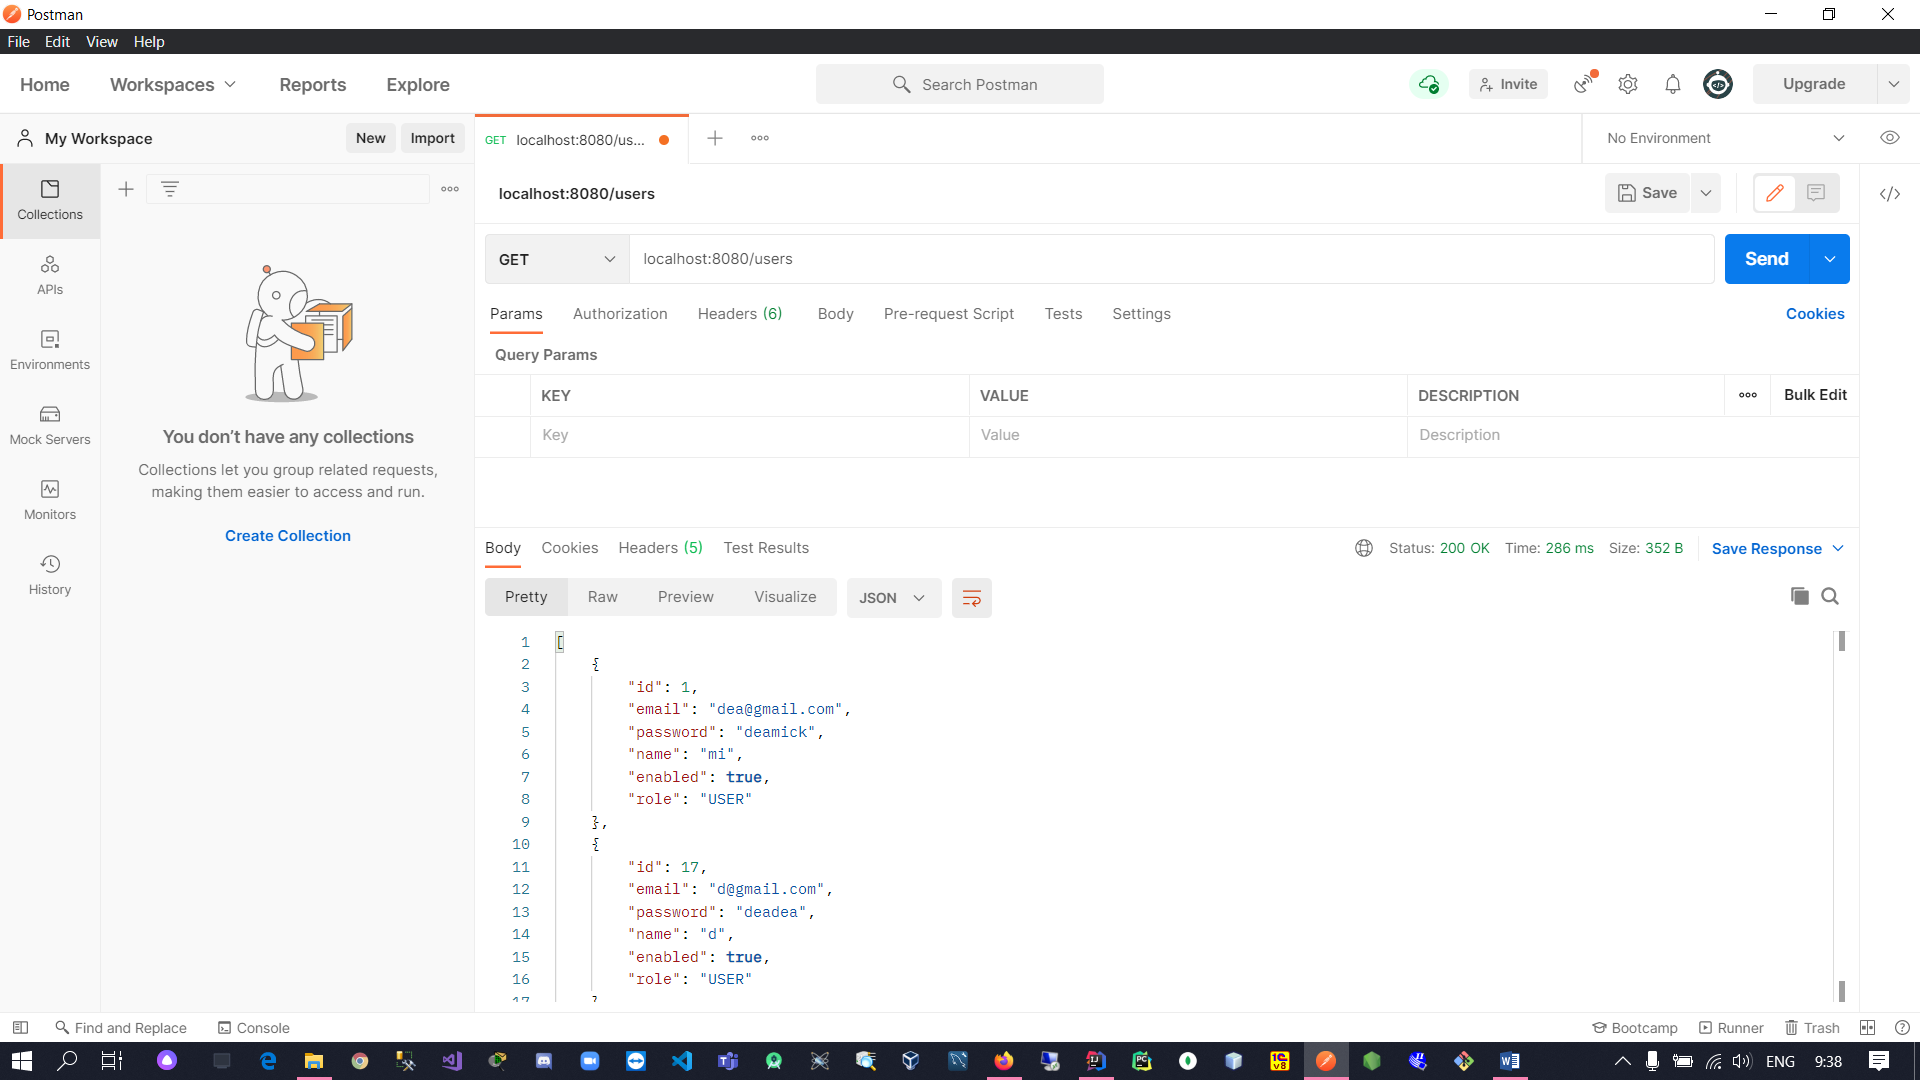 Postman
File Edit View Help
Home Workspaces Reports Explore Search Postman Invite Upgrade
My Workspace New Import GET localhost:8080/us... No Environment
localhost:8080/users Save
GET localhost:8080/users Send
Params Authorization Headers (6) Body Pre-request Script Tests Settings Cookies
Query Params
KEY VALUE DESCRIPTION Bulk Edit
Key Value Description
Collections
APIs
Environments
Mock Servers
Monitors
History
You don’t have any collections
Collections let you group related requests,
making them easier to access and run.
Create Collection
Body Cookies Headers (5) Test Results Status: 200 OK Time: 286 ms Size: 352 B Save Response
Pretty Raw Preview Visualize JSON
1 [
2 {
3 "id": 1,
4 "email": "dea@gmail.com",
5 "password": "deamick",
6 "name": "mi",
7 "enabled": true,
8 "role": "USER"
9 },
10 {
11 "id": 17,
12 "email": "d@gmail.com",
13 "password": "deadea",
14 "name": "d",
15 "enabled": true,
16 "role": "USER"
17 }
Find and Replace Console Bootcamp Runner Trash
ENG 9:38